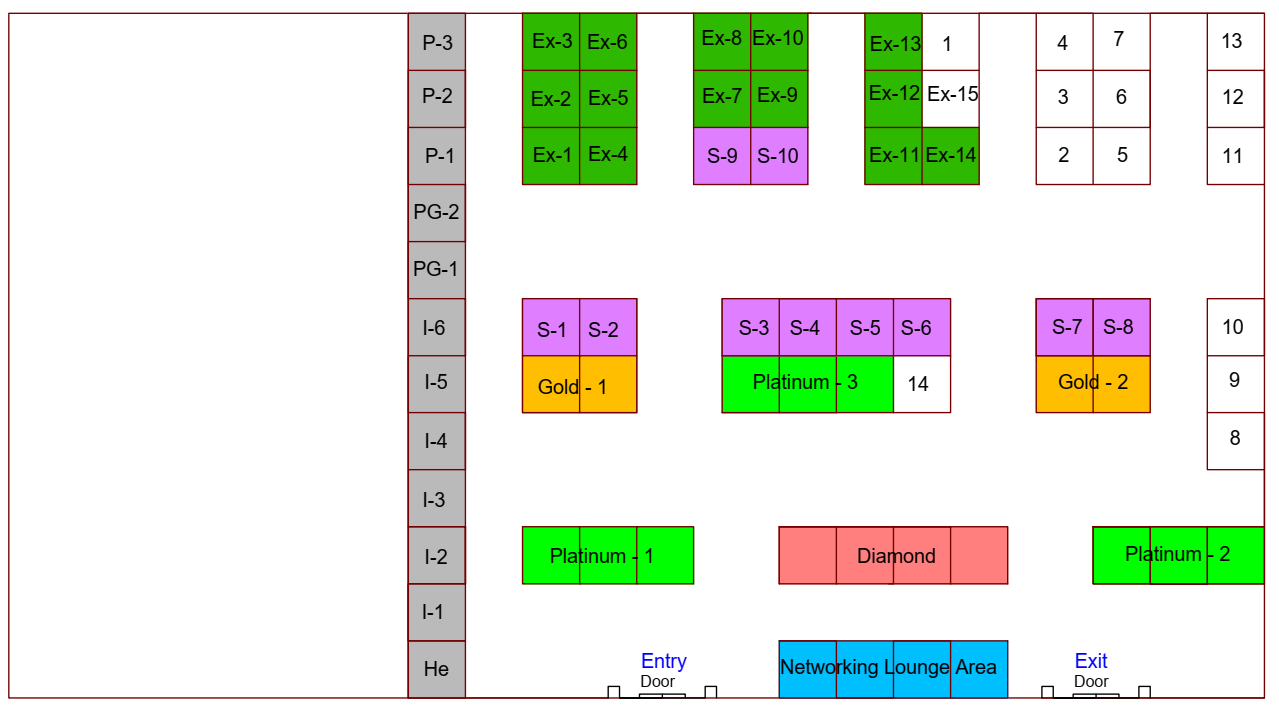 P-3 Ex-3 Ex-6 Ex-8 Ex-10 Ex-13 1 4 7 13
P-2 Ex-2 Ex-5 Ex-7 Ex-9 Ex-12 Ex-15 3 6 12
P-1 Ex-1 Ex-4 S-9 S-10 Ex-11 Ex-14 2 5 11
PG-2
PG-1
I-6 S-1 S-2 S-3 S-4 S-5 S-6 S-7 S-8 10
I-5 Gold - 1 Platinum - 3 14 Gold - 2 9
I-4 8
I-3
I-2 Platinum - 1 Diamond Platinum - 2
I-1
He Entry Networking Lounge Area Exit
Door Door